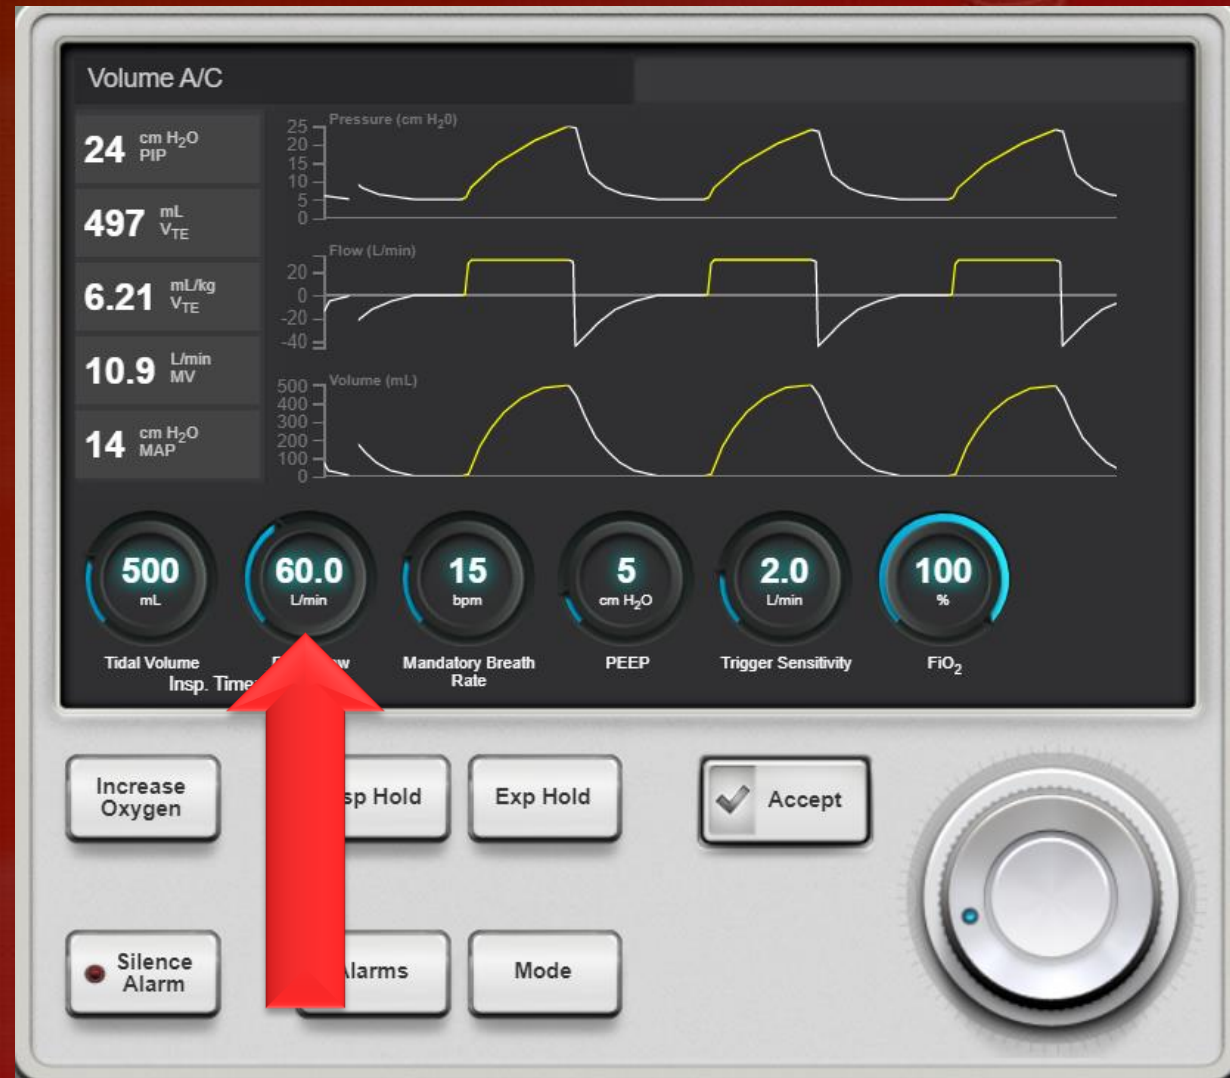 Volume A/C
24 cm H2O
PIP
497 mL
VTE
6.21 mL/kg
VTE
10.9 L/min
MV
14 cm H2O
MAP
Pressure (cm H20)
25
20
15
10
5
0
Flow (L/min)
20
0
-20
-40
Volume (mL)
500
400
300
200
100
0
500
mL
Tidal Volume
60.0
L/min
15
bpm
Mandatory Breath
Rate
5
cm H2O
PEEP
2.0
L/min
Trigger Sensitivity
100
%
FiO2
Insp. Time
Increase
Oxygen
Hold
Exp Hold
Accept
Silence
Alarm
Alarms
Mode